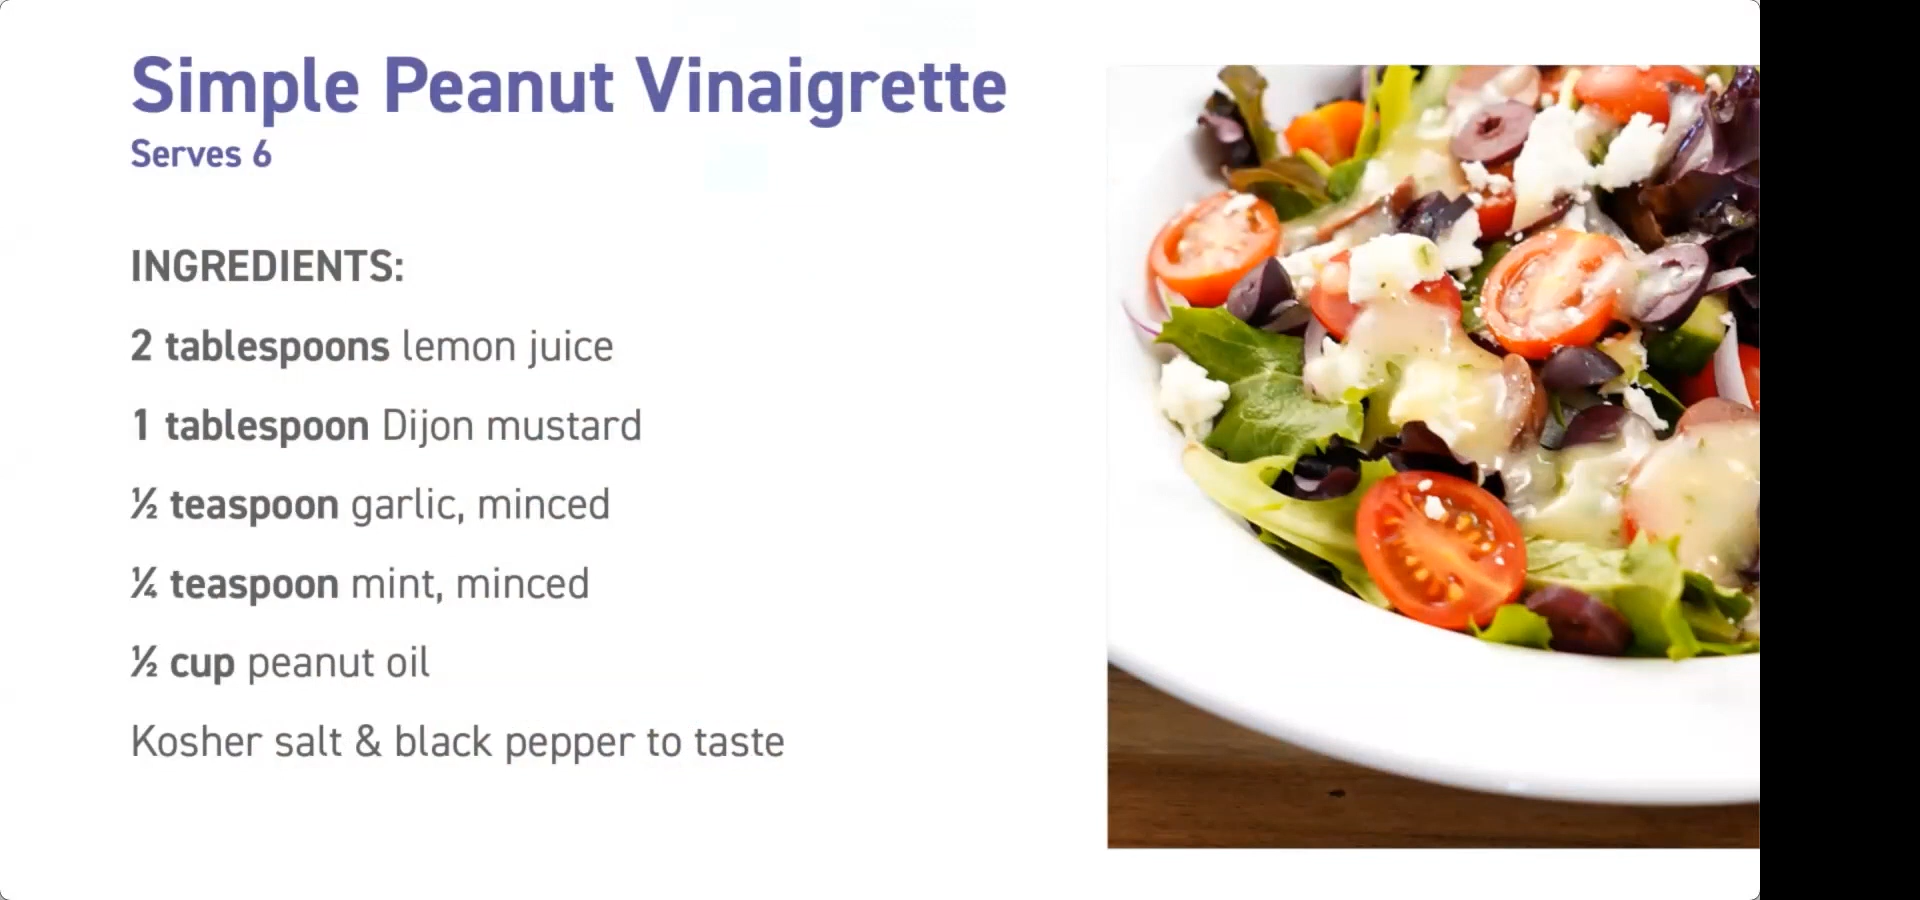 Simple Peanut Vinaigrette
Serves 6
INGREDIENTS:
2 tablespoons lemon juice
1 tablespoon Dijon mustard
½ teaspoon garlic, minced
¼ teaspoon mint, minced
½ cup peanut oil
Kosher salt & black pepper to taste